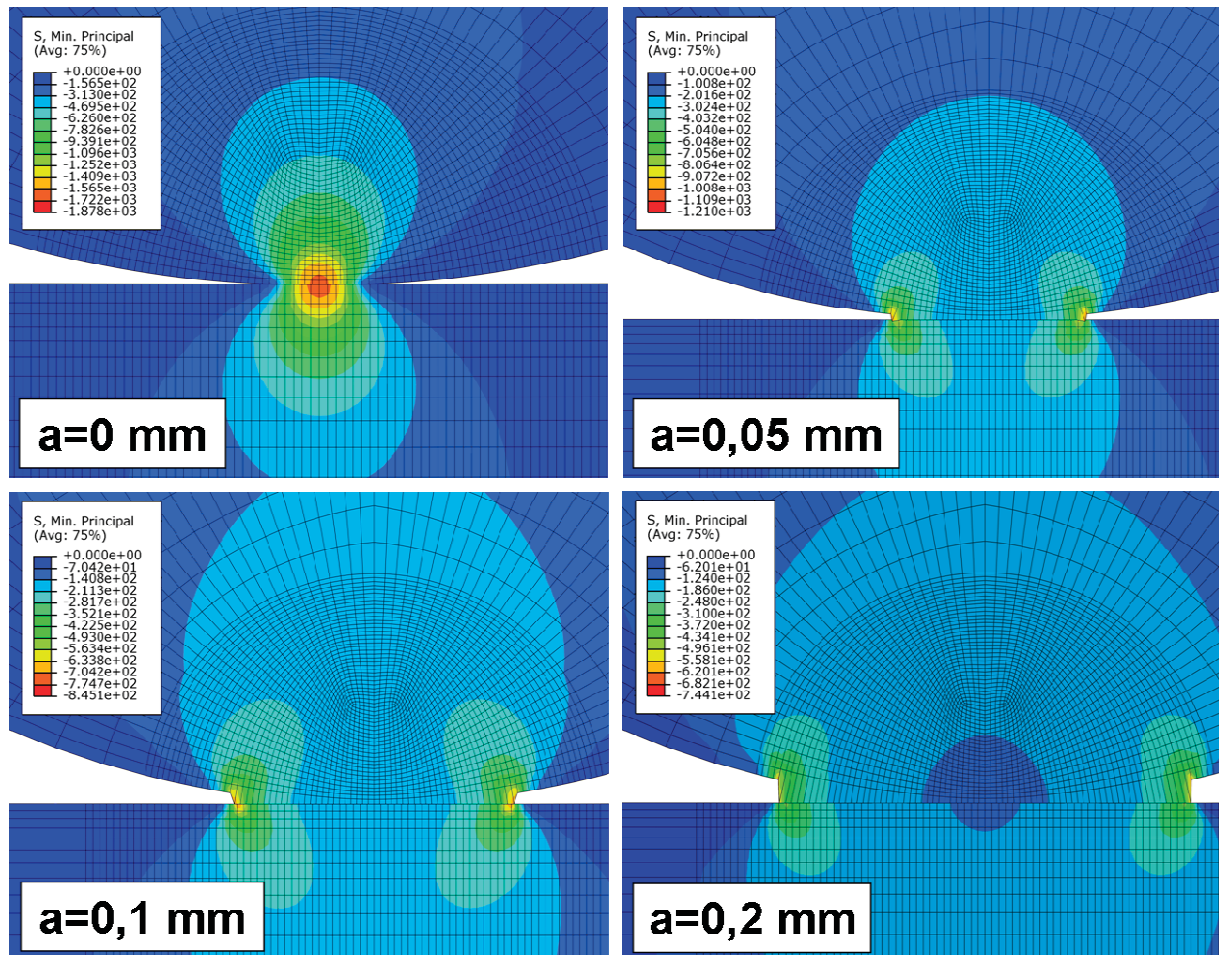 S, Min. Principal
(Avg: 75%)
+0.000e+00
-1.565e+02
-3.130e+02
-4.695e+02
-6.260e+02
-7.826e+02
-9.391e+02
-1.096e+03
-1.252e+03
-1.409e+03
-1.565e+03
-1.722e+03
-1.878e+03
a=0 mm
S, Min. Principal
(Avg: 75%)
+0.000e+00
-1.008e+02
-2.016e+02
-3.024e+02
-4.032e+02
-5.040e+02
-6.048e+02
-7.056e+02
-8.064e+02
-9.072e+02
-1.008e+03
-1.109e+03
-1.210e+03
a=0,05 mm
S, Min. Principal
(Avg: 75%)
+0.000e+00
-7.042e+01
-1.408e+02
-2.113e+02
-2.817e+02
-3.521e+02
-4.225e+02
-4.930e+02
-5.634e+02
-6.338e+02
-7.042e+02
-7.747e+02
-8.451e+02
a=0,1 mm
S, Min. Principal
(Avg: 75%)
+0.000e+00
-6.201e+01
-1.240e+02
-1.860e+02
-2.480e+02
-3.100e+02
-3.720e+02
-4.341e+02
-4.961e+02
-5.581e+02
-6.201e+02
-6.821e+02
-7.441e+02
a=0,2 mm